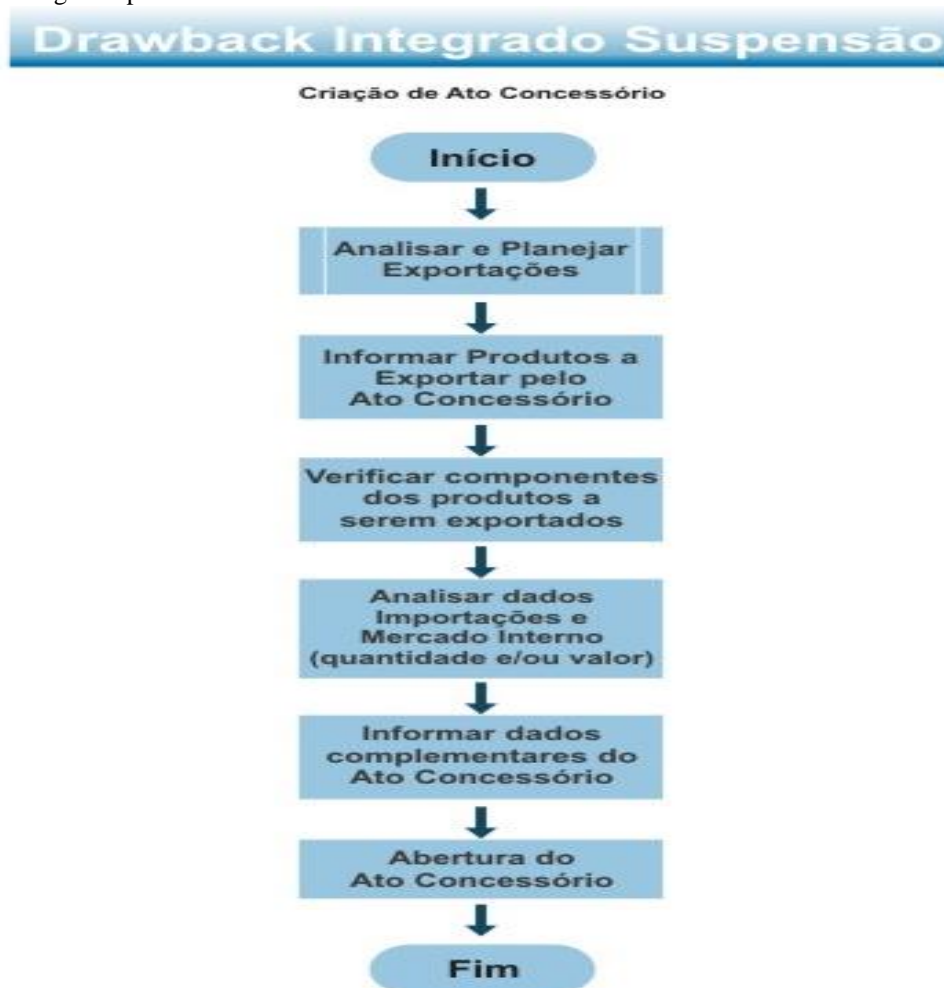 Drawback Integrado Suspensão
Criação de Ato Concessório
Início
Analisar e Planejar
Exportações
Informar Produtos a
Exportar pelo
Ato Concessório
Verificar componentes
dos produtos a
serem exportados
Analisar dados
Importações e
Mercado Interno
(quantidade e/ou valor)
Informar dados
complementares do
Ato Concessório
Abertura do
Ato Concessório
Fim